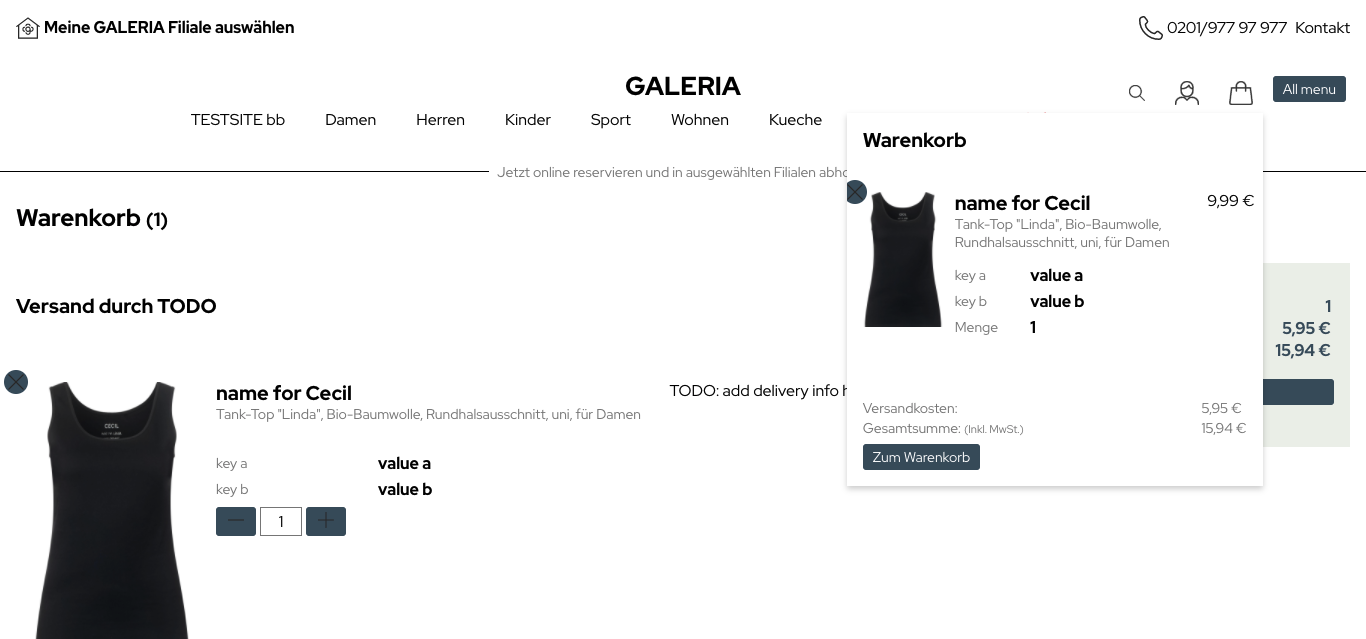 Meine GALERIA Filiale auswählen
0201/977 97 977 Kontakt
GALERIA
All menu
TESTSITE bb Damen Herren Kinder Sport Wohnen Kueche
Jetzt online reservieren und in ausgewählten Filialen
Warenkorb (1)
Versand durch TODO
name for Cecil
Tank-Top "Linda", Bio-Baumwolle, Rundhalsausschnitt, uni, für Damen
key a value a
key b value b
1
CECIL
TODO: add delivery info
Warenkorb
name for Cecil
9,99 €
Tank-Top "Linda", Bio-Baumwolle,
Rundhalsausschnitt, uni, für Damen
key a value a
key b value b
Menge 1
Versandkosten: 5,95 €
Gesamtsumme: (Inkl. MwSt.) 15,94 €
Zum Warenkorb
1
5,95 €
15,94 €